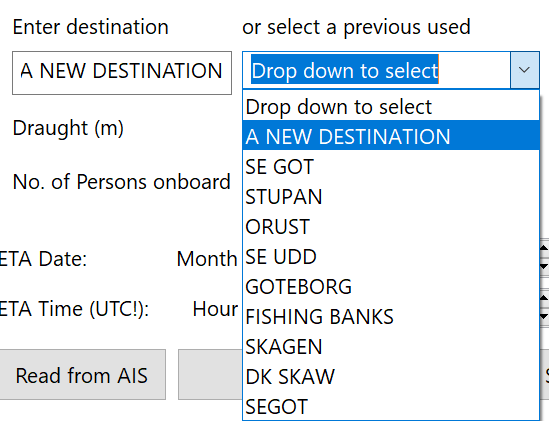 Enter destination or select a previous used
A NEW DESTINATION Drop down to select
Drop down to select
Draught (m) A NEW DESTINATION
SE GOT
No. of Persons onboard STUPAN
ORUST
ETA Date: Month SE UDD
GOTEBORG
ETA Time (UTC!): Hour FISHING BANKS
SKAGEN
Read from AIS DK SKAW
SEGOT